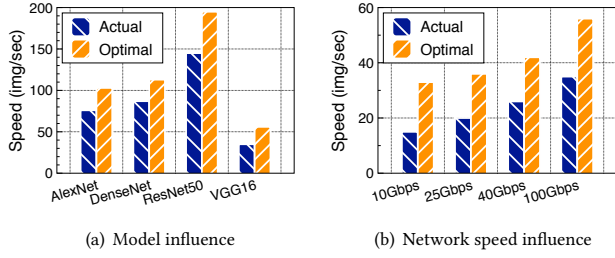 Speed (img/sec)
200
150
100
50
0
Actual
Optimal
AlexNet
DenseNet
ResNet50
VGG16
(a) Model influence
Speed (img/sec)
60
40
20
0
Actual
Optimal
10Gbps
25Gbps
40Gbps
100Gbps
(b) Network speed influence